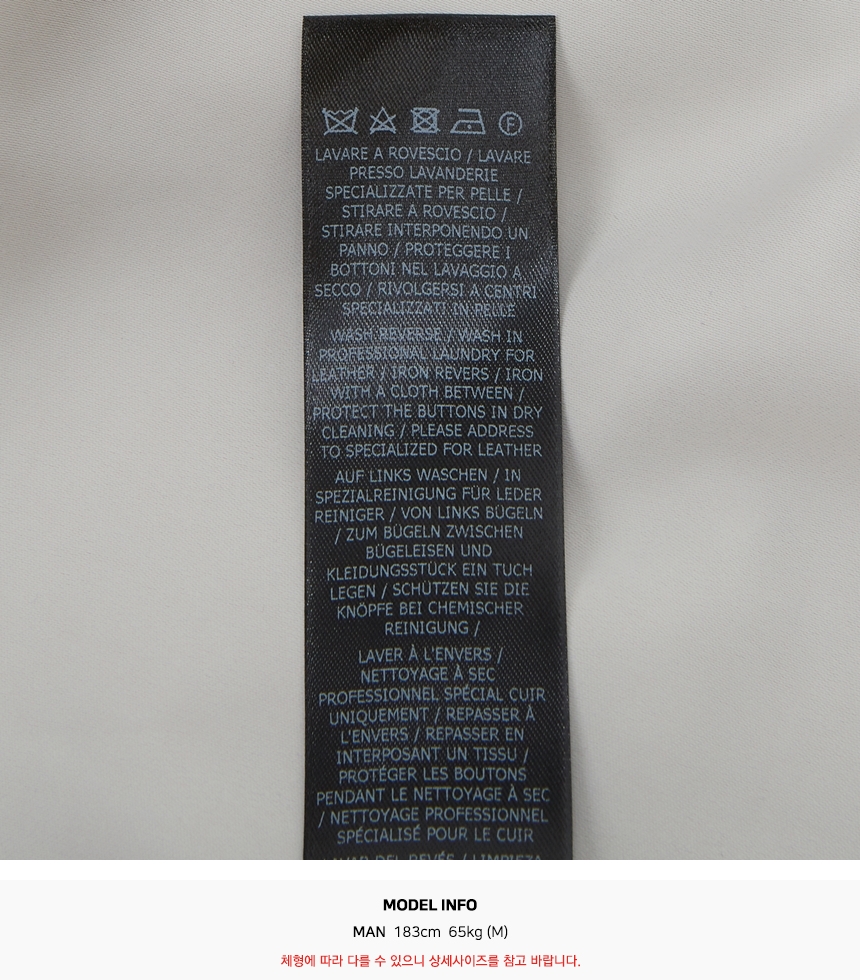 F
LAVARE A ROVESCIO / LAVARE
PRESSO LAVANDERIE
SPECIALIZZATE PER PELLE /
STIRARE A ROVESCIO /
STIRARE INTERPONENDO UN
PANNO / PROTEGGERE I
BOTTONI NEL LAVAGGIO A
SECCO / RIVOLGERSI A CENTRI
SPECIALIZZATI IN PELLE
WASH REVERSE / WASH IN
PROFESSIONAL LAUNDRY FOR
LEATHER / IRON REVERS / IRON
WITH A CLOTH BETWEEN /
PROTECT THE BUTTONS IN DRY
CLEANING / PLEASE ADDRESS
TO SPECIALIZED FOR LEATHER
AUF LINKS WASCHEN / IN
SPEZIALREINIGUNG FÜR LEDER
REINIGER / VON LINKS BÜGELN
/ ZUM BÜGELN ZWISCHEN
BÜGELEISEN UND
KLEIDUNGSSTÜCK EIN TUCH
LEGEN / SCHÜTZEN SIE DIE
KNÖPFE BEI CHEMISCHER
REINIGUNG /
LAVER À L'ENVERS /
NETTOYAGE À SEC
PROFESSIONNEL SPÉCIAL CUIR
UNIQUEMENT / REPASSER À
L'ENVERS / REPASSER EN
INTERPOSANT UN TISSU /
PROTÉGER LES BOUTONS
PENDANT LE NETTOYAGE À SEC
/ NETTOYAGE PROFESSIONNEL
SPÉCIALISÉ POUR LE CUIR
MODEL INFO
MAN 183cm 65kg (M)
체형에 따라 다를 수 있으니 상세사이즈를 참고 바랍니다.